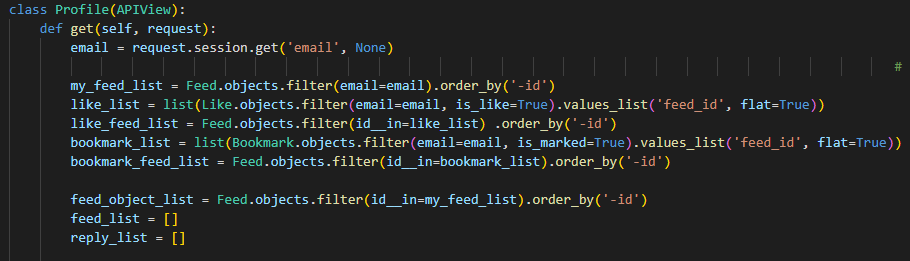 class Profile(APIView):
    def get(self, request):
        email = request.session.get('email', None)
#
        my_feed_list = Feed.objects.filter(email=email).order_by('-id')
        like_list = list(Like.objects.filter(email=email, is_like=True).values_list('feed_id', flat=True))
        like_feed_list = Feed.objects.filter(id__in=like_list) .order_by('-id')
        bookmark_list = list(Bookmark.objects.filter(email=email, is_marked=True).values_list('feed_id', flat=True))
        bookmark_feed_list = Feed.objects.filter(id__in=bookmark_list).order_by('-id')
        feed_object_list = Feed.objects.filter(id__in=my_feed_list).order_by('-id')
        feed_list = []
        reply_list = []